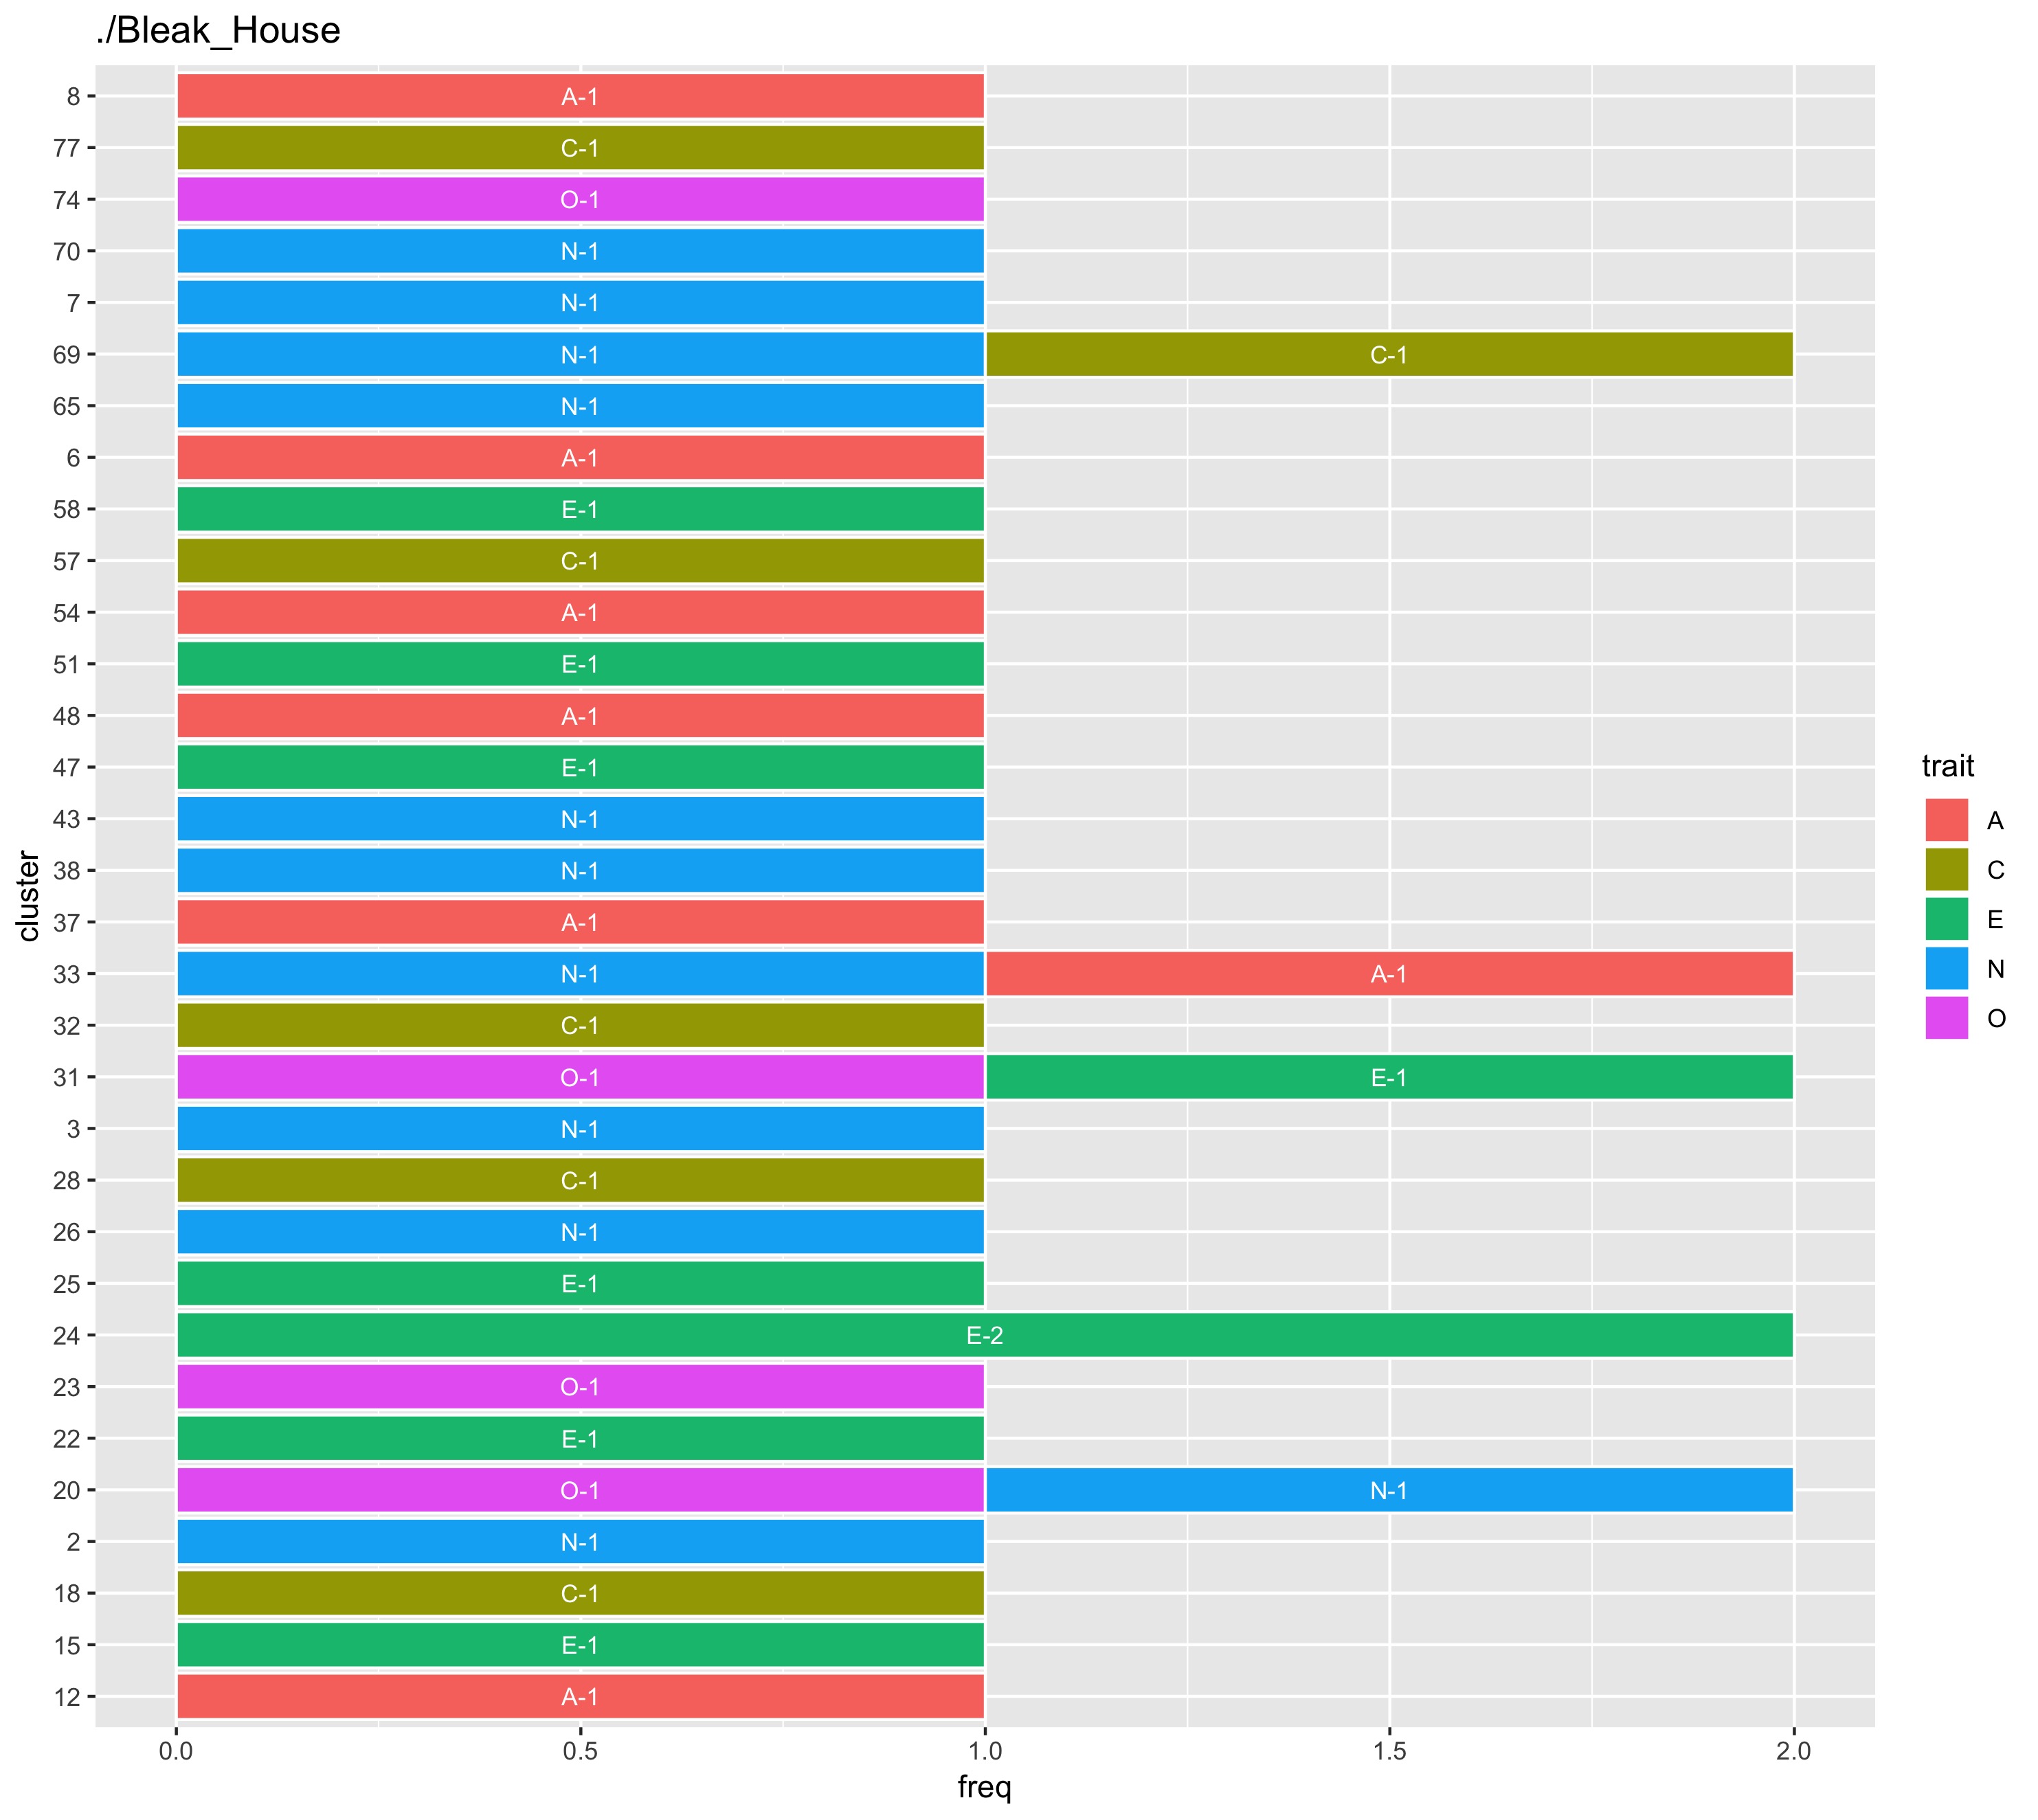 ./Bleak_House
8 A-1
77 C-1
74 O-1
70 N-1
7 N-1
69 N-1 C-1
65 N-1
6 A-1
58 E-1
57 C-1
54 A-1
51 E-1
48 A-1
47 E-1
43 N-1
38 N-1
37 A-1
33 N-1 A-1
32 C-1
31 O-1 E-1
3 N-1
28 C-1
26 N-1
25 E-1
24 E-2
23 O-1
22 E-1
20 O-1 N-1
2 N-1
18 C-1
15 E-1
12 A-1
0.0 0.5 1.0 1.5 2.0
freq
cluster
trait
A
C
E
N
O